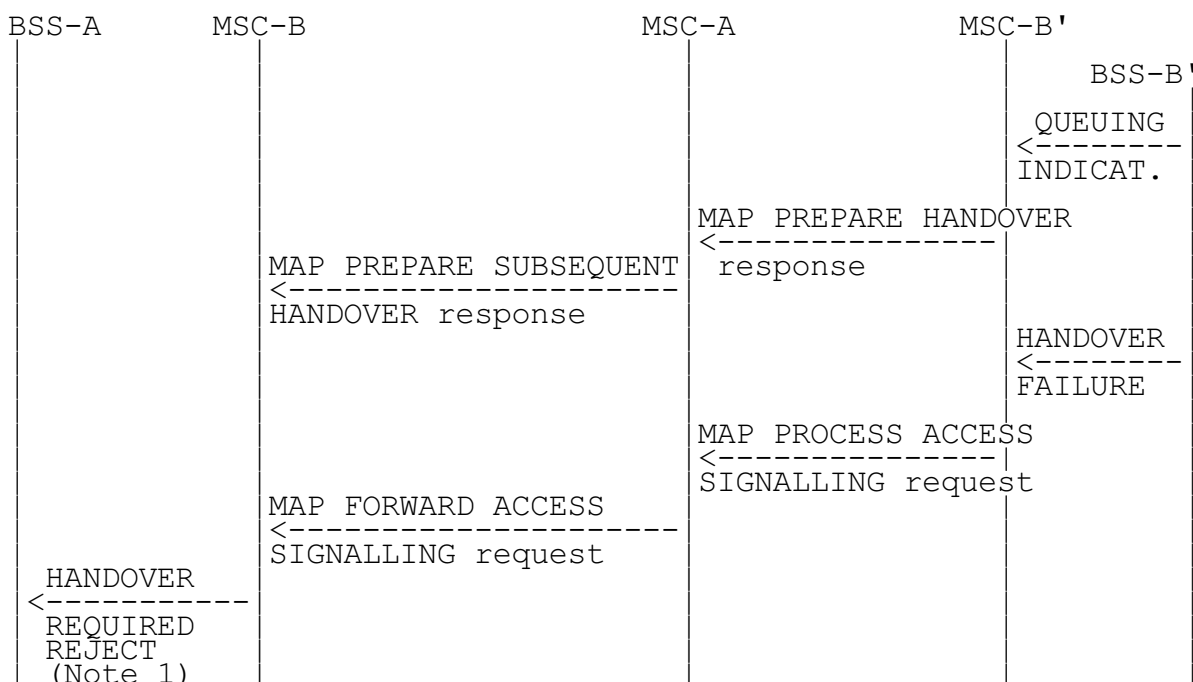 BSS-A MSC-B MSC-A MSC-B'
BSS-B'
QUEUING
INDICAT.
MAP PREPARE HANDOVER
MAP PREPARE SUBSEQUENT response
HANDOVER response
HANDOVER
FAILURE
MAP PROCESS ACCESS
SIGNALLING request
MAP FORWARD ACCESS
SIGNALLING request
HANDOVER
REQUIRED
REJECT
(Note 1)